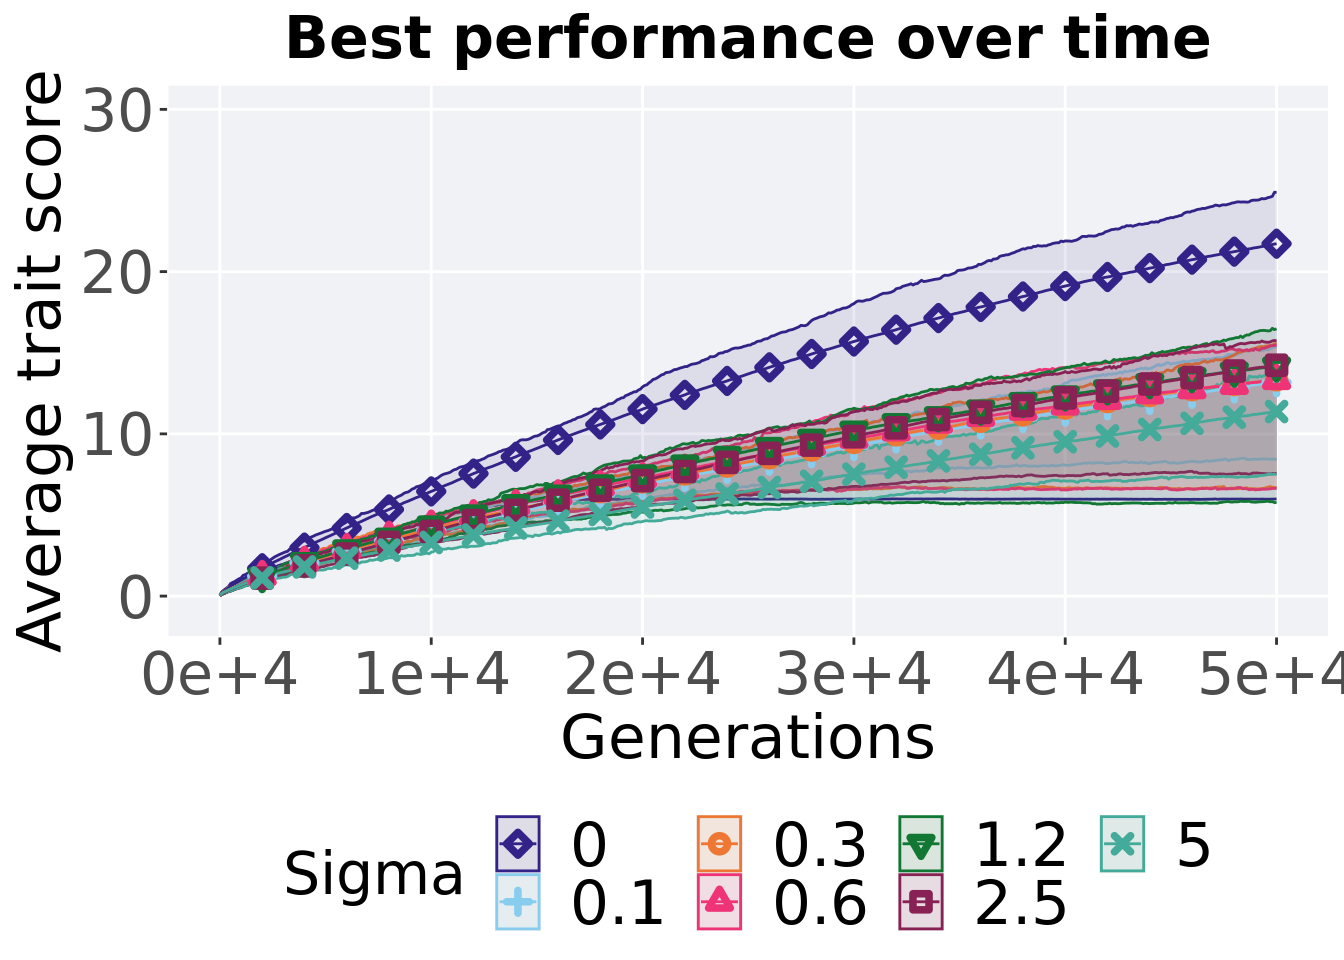 Best performance over time
Average trait score
30
20
10
0
0e+4 1e+4 2e+4 3e+4 4e+4 5e+4
Generations
Sigma
0 0.3 1.2 5
0.1 0.6 2.5